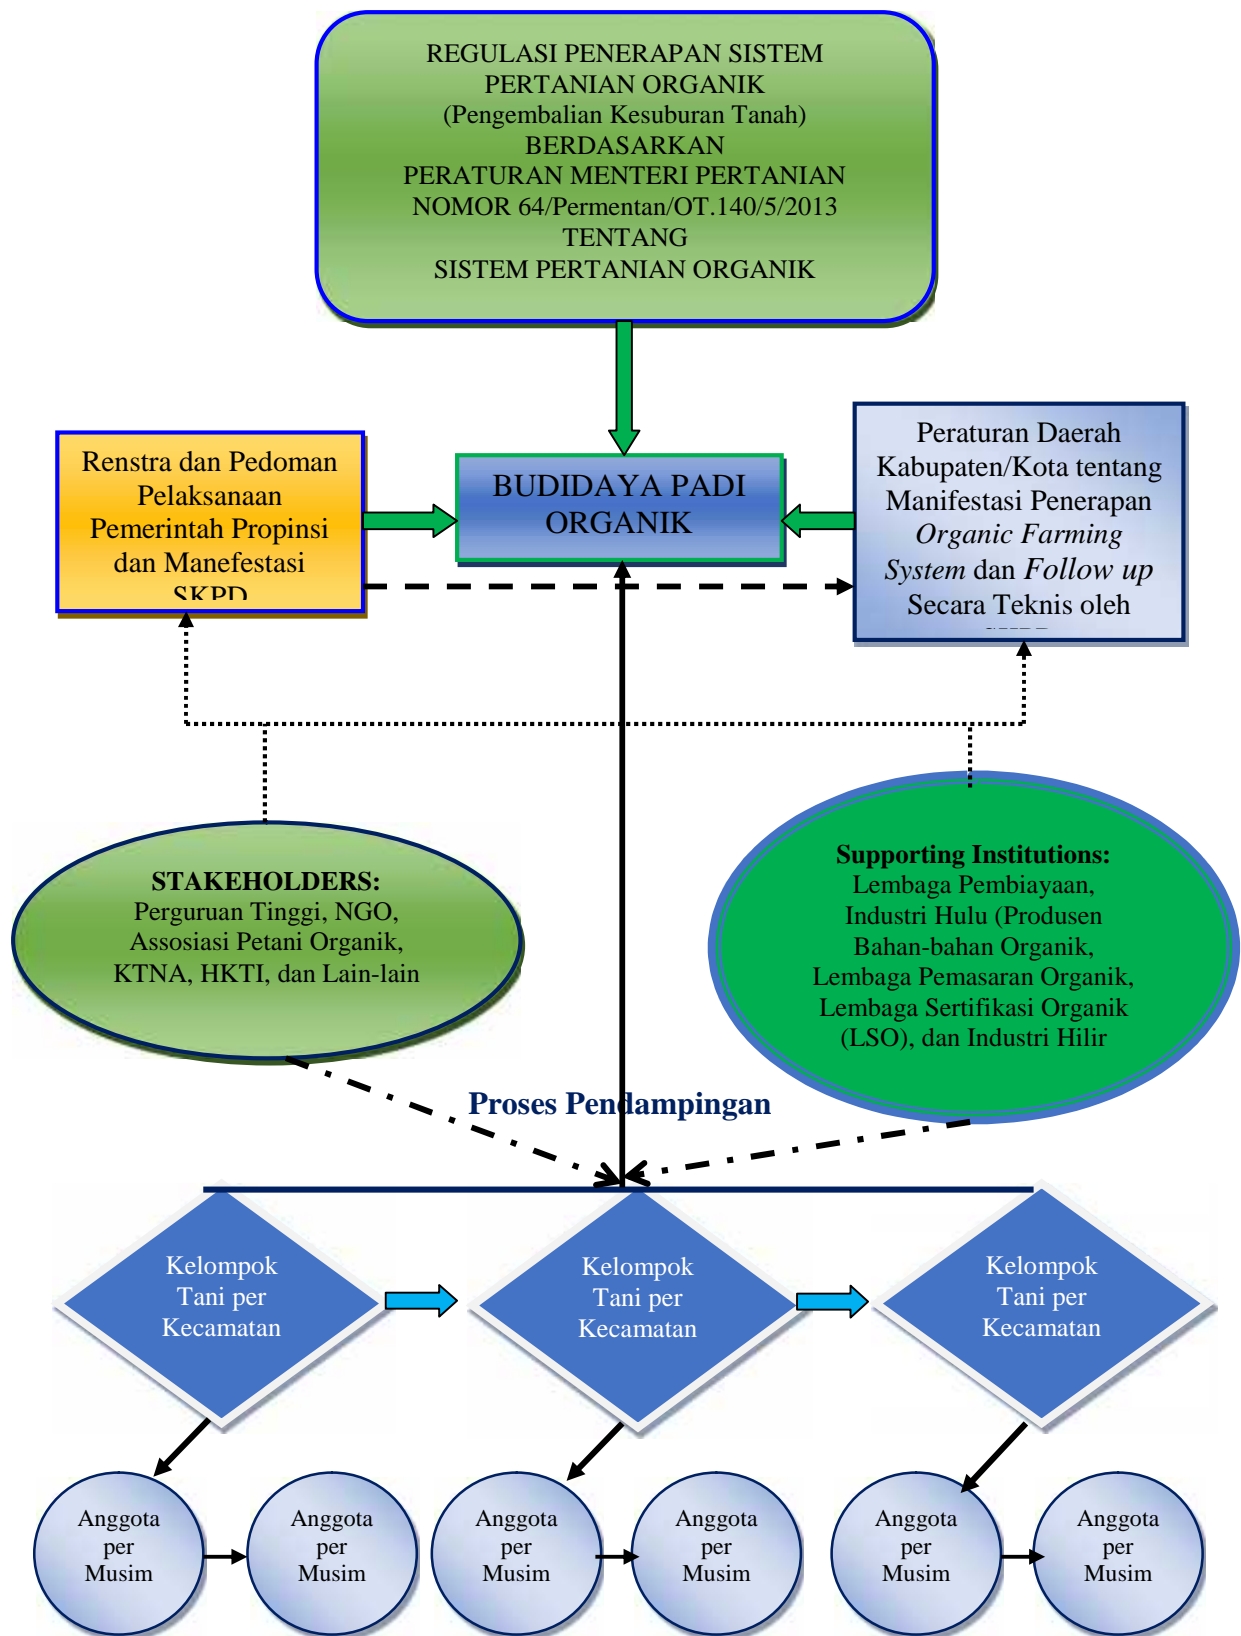 REGULASI PENERAPAN SISTEM
PERTANIAN ORGANIK
(Pengembalian Kesuburan Tanah)
BERDASARKAN
PERATURAN MENTERI PERTANIAN
NOMOR 64/Permentan/OT.140/5/2013
TENTANG
SISTEM PERTANIAN ORGANIK
Renstra dan Pedoman
Pelaksanaan
Pemerintah Propinsi
dan Manefestasi
SKPD
BUDIDAYA PADI
ORGANIK
Peraturan Daerah
Kabupaten/Kota tentang
Manifestasi Penerapan
Organic Farming
System dan Follow up
Secara Teknis oleh
STAKEHOLDERS:
Perguruan Tinggi, NGO,
Assosiasi Petani Organik,
KTNA, HKTI, dan Lain-lain
Supporting Institutions:
Lembaga Pembiayaan,
Industri Hulu (Produsen
Bahan-bahan Organik,
Lembaga Pemasaran Organik,
Lembaga Sertifikasi Organik
(LSO), dan Industri Hilir
Proses Pendampingan
Kelompok
Tani per
Kecamatan
Kelompok
Tani per
Kecamatan
Kelompok
Tani per
Kecamatan
Anggota
per
Musim
Anggota
per
Musim
Anggota
per
Musim
Anggota
per
Musim
Anggota
per
Musim
Anggota
per
Musim